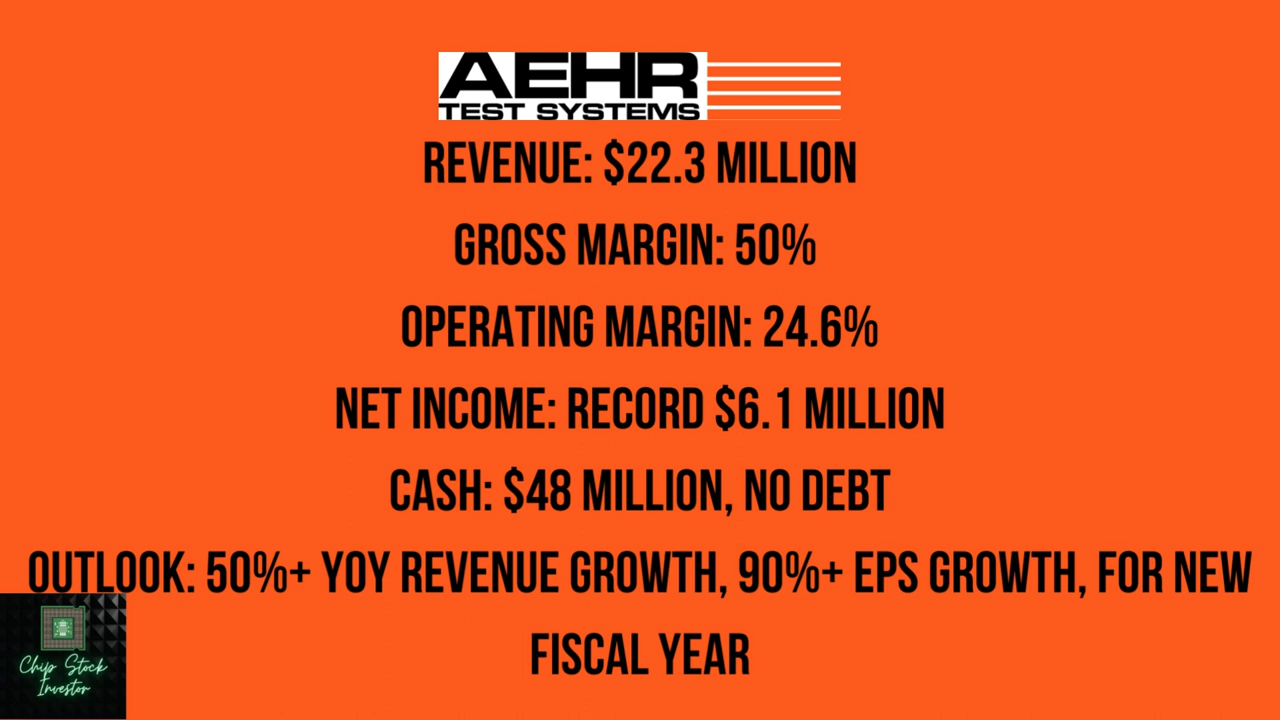 AEHR
TEST SYSTEMS
REVENUE: $22.3 MILLION
GROSS MARGIN: 50%
OPERATING MARGIN: 24.6%
NET INCOME: RECORD $6.1 MILLION
CASH: $48 MILLION, NO DEBT
OUTLOOK: 50%+ YOY REVENUE GROWTH, 90%+ EPS GROWTH, FOR NEW
FISCAL YEAR
Chip Stock
Investor